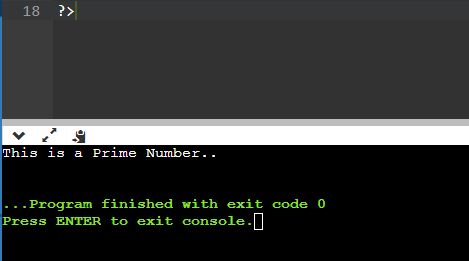 18 ?>
This is a Prime Number..
...Program finished with exit code 0
Press ENTER to exit console.